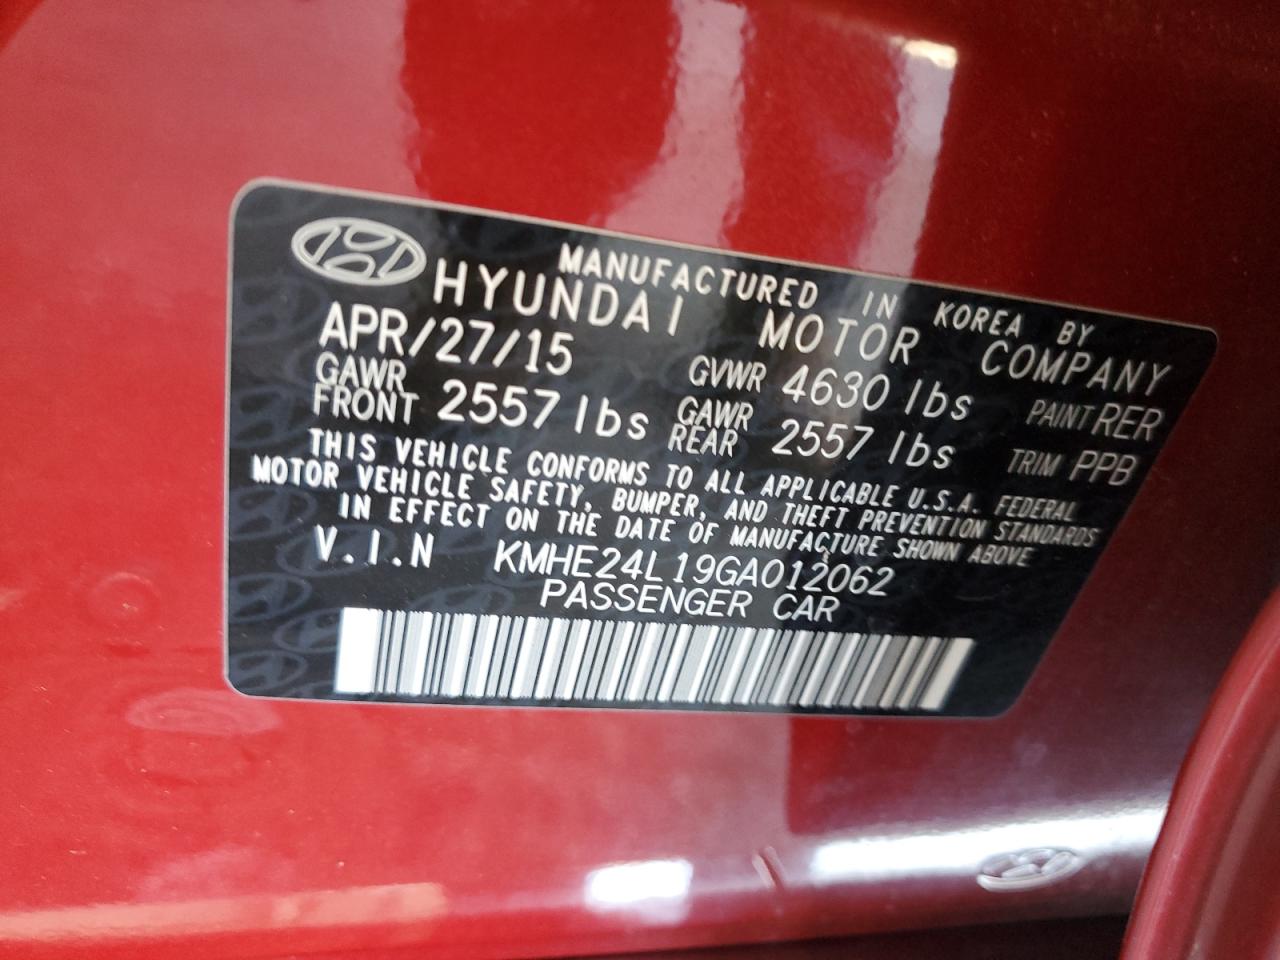 MANUFACTURED IN KOREA BY
HYUNDAI MOTOR COMPANY
APR/27/15 GVWR 4630 lbs PAINT RER
GAWR FRONT 2557 lbs GAWR REAR 2557 lbs TRIM PPB
THIS VEHICLE CONFORMS TO ALL APPLICABLE U.S.A. FEDERAL
MOTOR VEHICLE SAFETY, BUMPER, AND THEFT PREVENTION STANDARDS
IN EFFECT ON THE DATE OF MANUFACTURE SHOWN ABOVE
V.I.N KMHE24L19GA012062
PASSENGER CAR